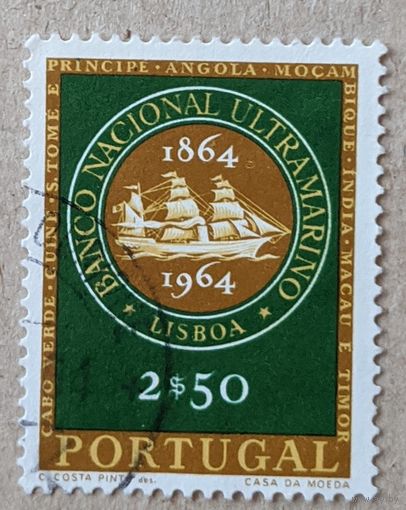 CABO VERDE · GUINÉ · S. TOMÉ E PRINCIPE · ANGOLA · MOÇAMBIQUE · ÍNDIA · MACAU E TIMOR
BANCO NACIONAL ULTRAMARINO
1864
1964
★ LISBOA ★
2$50
PORTUGAL
C. COSTA PINTO des.
CASA DA MOEDA